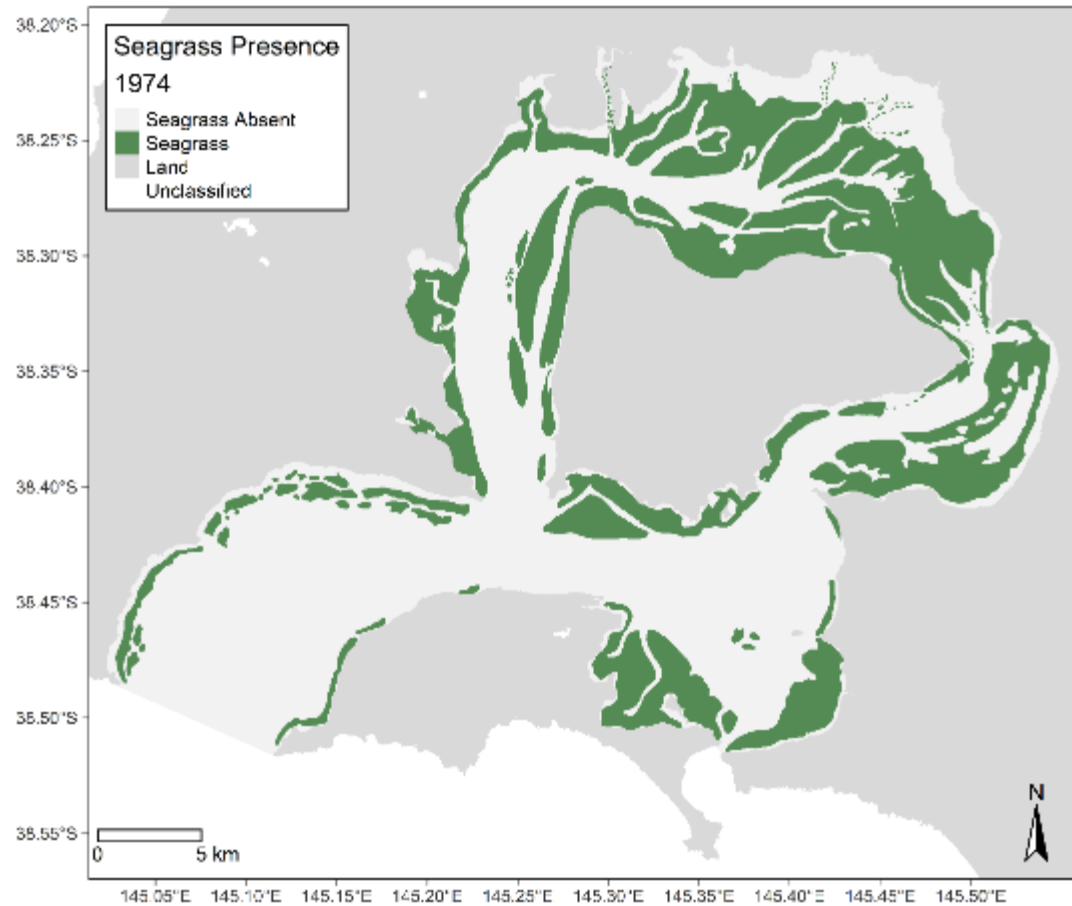 Seagrass Presence
1974
Seagrass Absent
Seagrass
Land
Unclassified
38.20°S
38.25°S
38.30°S
38.35°S
38.40°S
38.45°S
38.50°S
38.55°S
N
0 5 km
145.05°E 145.10°E 145.15°E 145.20°E 145.25°E 145.30°E 145.35°E 145.40°E 145.45°E 145.50°E